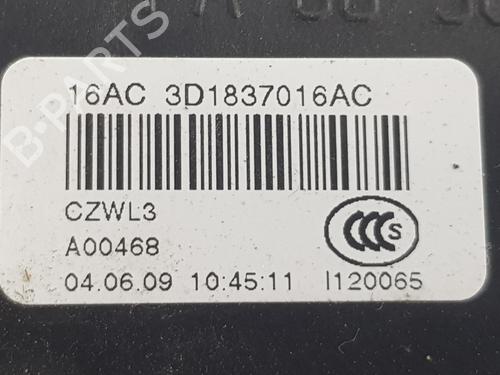 16AC 3D1837016AC
CZWL3
A00468
CCC S
04.06.09 10:45:11 I120065
B-PARTS